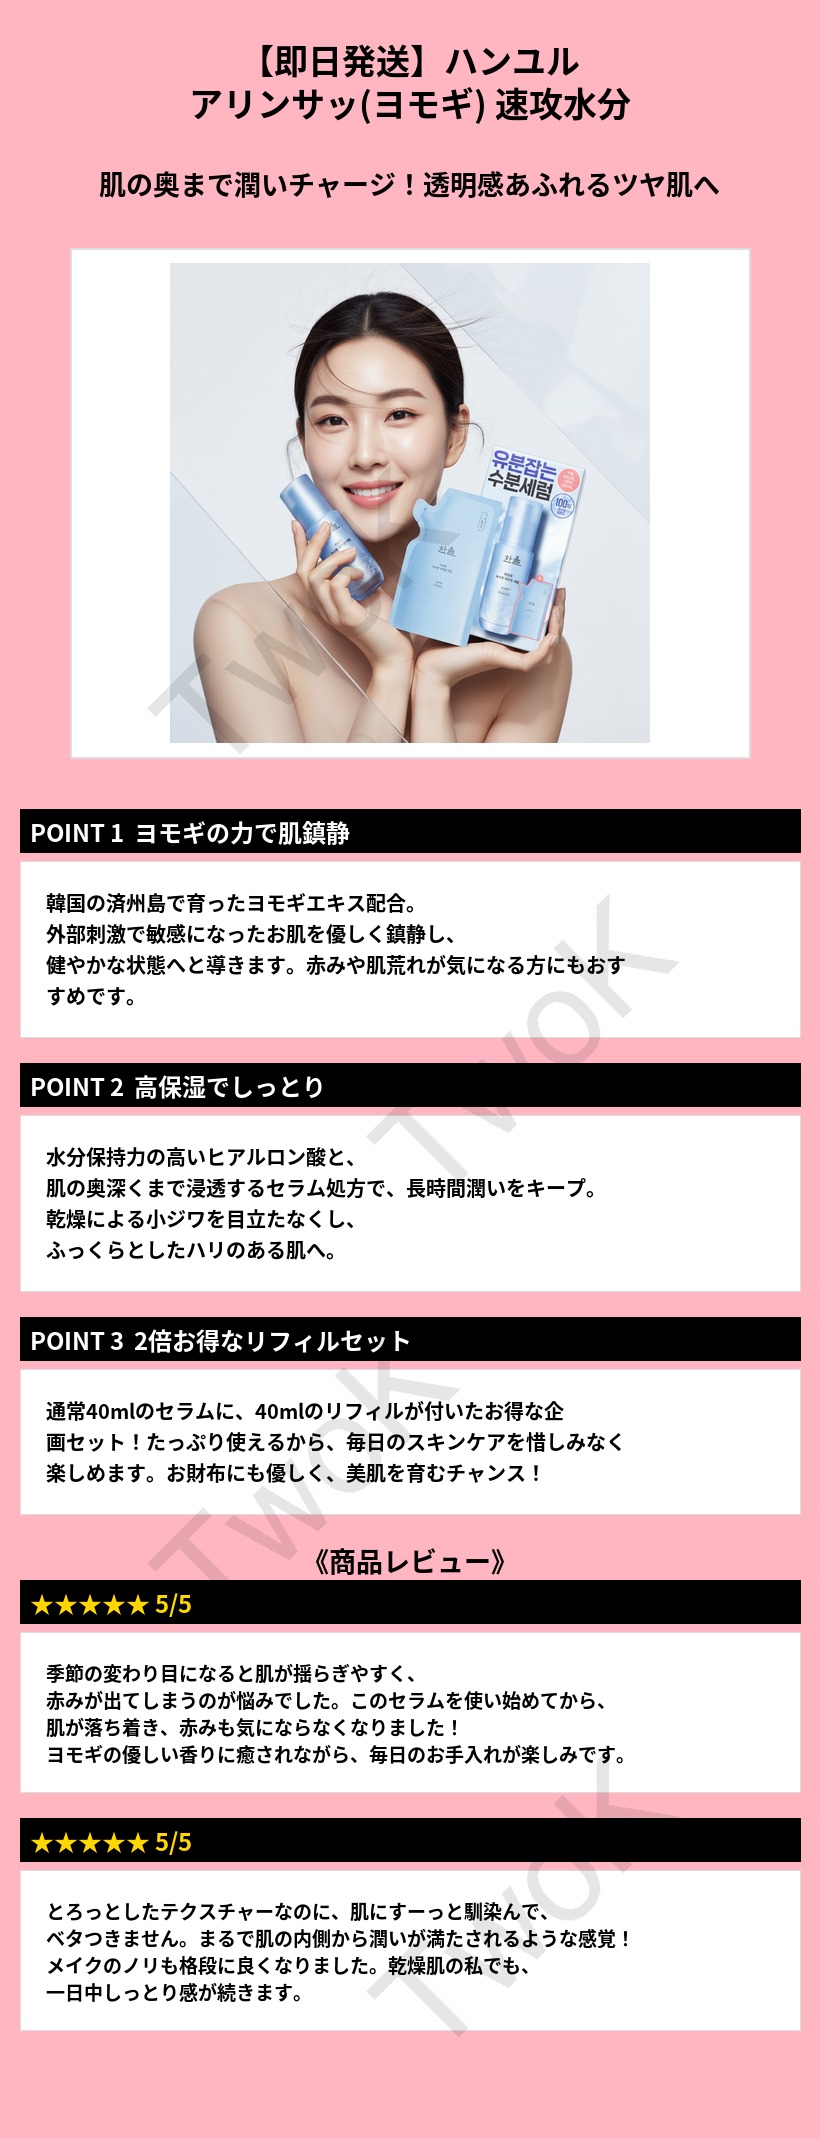 【即日発送】ハンユル
アリンサッ(ヨモギ) 速攻水分
肌の奥まで潤いチャージ！透明感あふれるツヤ肌へ
유분잡는
수분세럼
100
한율
한율
TwoK
POINT 1 ヨモギの力で肌鎮静
韓国の済州島で育ったヨモギエキス配合。
外部刺激で敏感になったお肌を優しく鎮静し、
健やかな状態へと導きます。赤みや肌荒れが気になる方にもおす
すめです。
TwoK
POINT 2 高保湿でしっとり
水分保持力の高いヒアルロン酸と、
肌の奥深くまで浸透するセラム処方で、長時間潤いをキープ。
乾燥による小ジワを目立たなくし、
ふっくらとしたハリのある肌へ。
POINT 3 2倍お得なリフィルセット
通常40mlのセラムに、40mlのリフィルが付いたお得な企
画セット！たっぷり使えるから、毎日のスキンケアを惜しみなく
楽しめます。お財布にも優しく、美肌を育むチャンス！
TwoK
《商品レビュー》
★★★★★ 5/5
季節の変わり目になると肌が揺らぎやすく、
赤みが出てしまうのが悩みでした。このセラムを使い始めてから、
肌が落ち着き、赤みも気にならなくなりました！
ヨモギの優しい香りに癒されながら、毎日のお手入れが楽しみです。
★★★★★ 5/5
とろっとしたテクスチャーなのに、肌にすーっと馴染んで、
ベタつきません。まるで肌の内側から潤いが満たされるような感覚！
メイクのノリも格段に良くなりました。乾燥肌の私でも、
一日中しっとり感が続きます。
TwoK